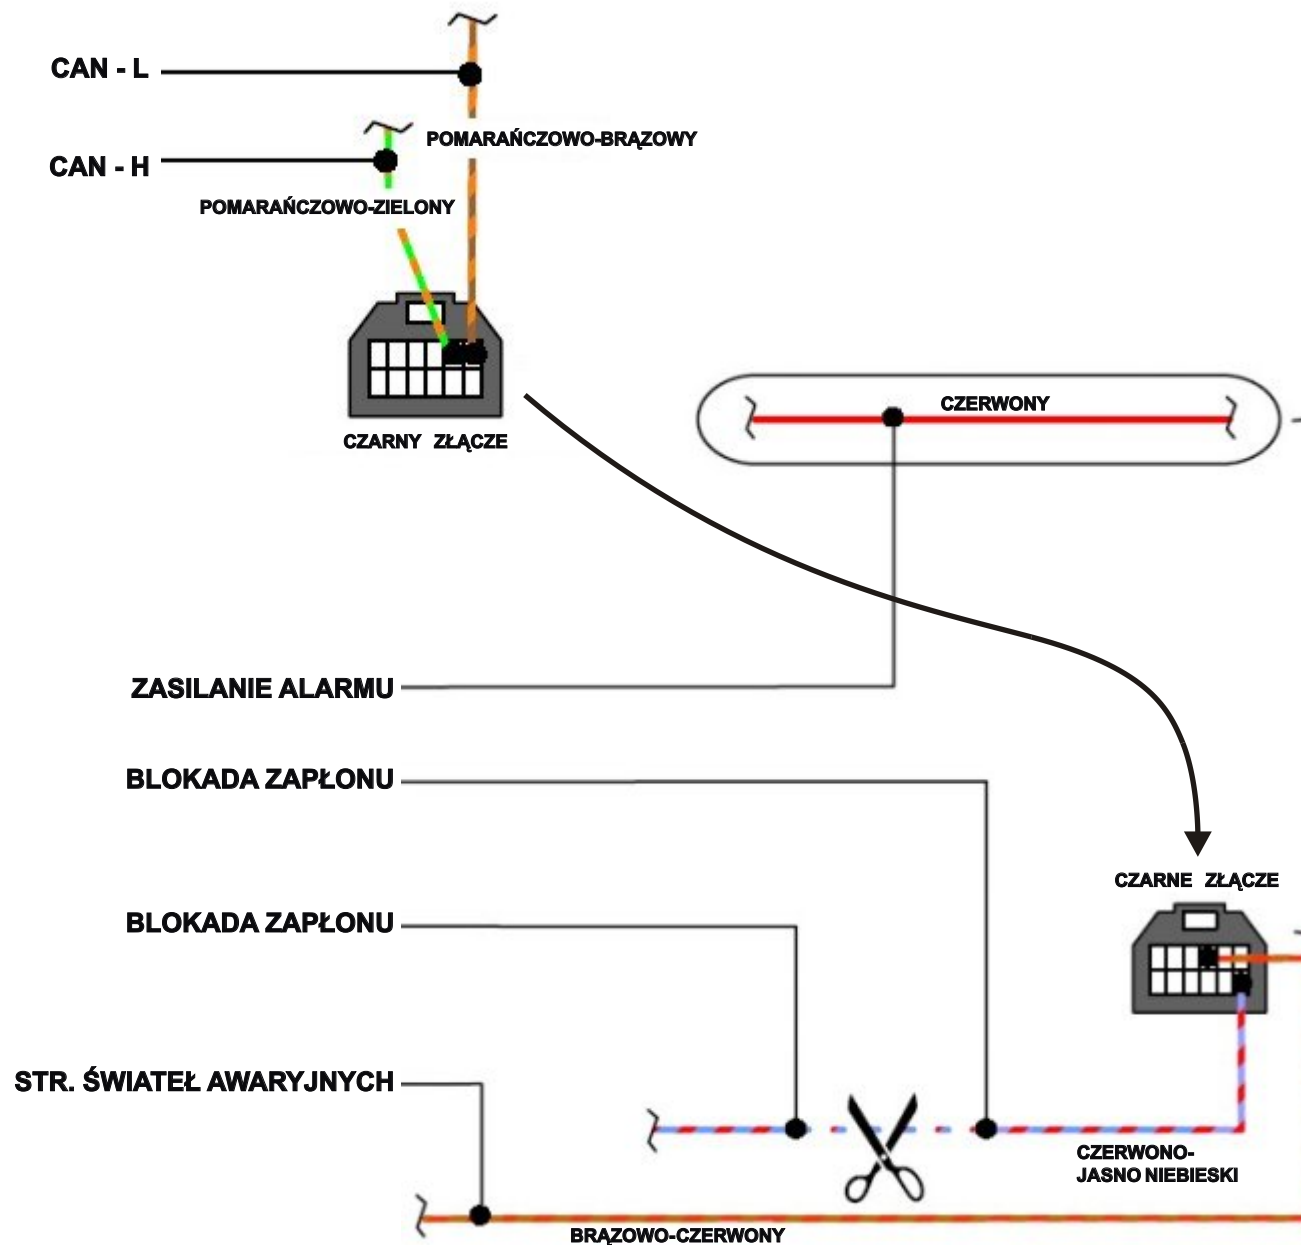 CAN - L
POMARAŃCZOWO-BRĄZOWY
CAN - H
POMARAŃCZOWO-ZIELONY
CZARNY ZŁĄCZE
CZERWONY
ZASILANIE ALARMU
BLOKADA ZAPŁONU
CZARNE ZŁĄCZE
BLOKADA ZAPŁONU
STR. ŚWIATEŁ AWARYJNYCH
CZERWONO-
JASNO NIEBIESKI
BRĄZOWO-CZERWONY